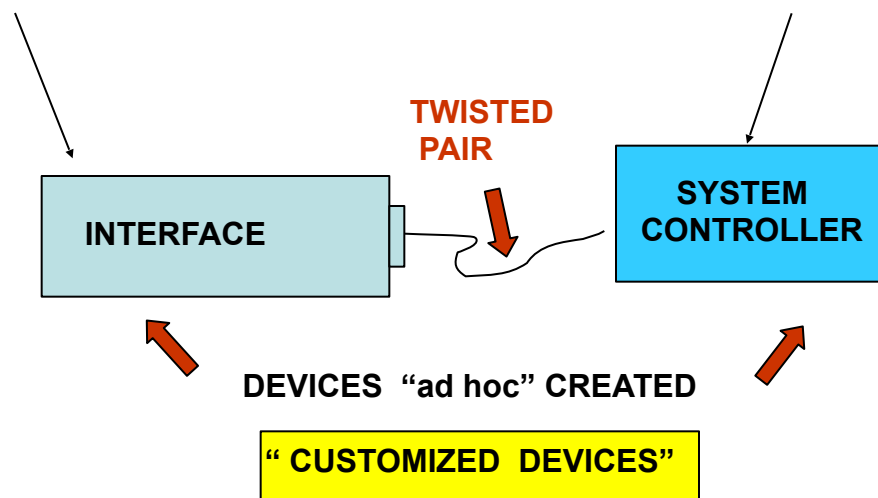 TWISTED
PAIR
INTERFACE
SYSTEM
CONTROLLER
DEVICES “ad hoc” CREATED
“ CUSTOMIZED DEVICES”